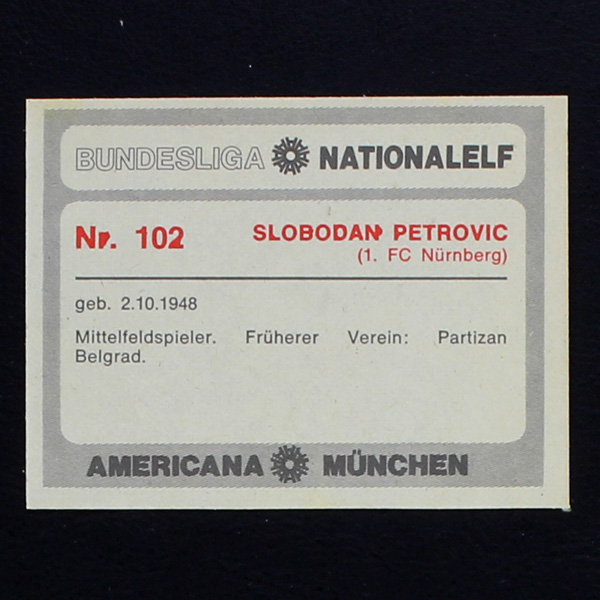 BUNDESLIGA NATIONALELF
Nr. 102 SLOBODAN PETROVIC
(1. FC Nürnberg)
geb. 2.10.1948
Mittelfeldspieler. Früherer Verein: Partizan
Belgrad.
AMERICANA MÜNCHEN